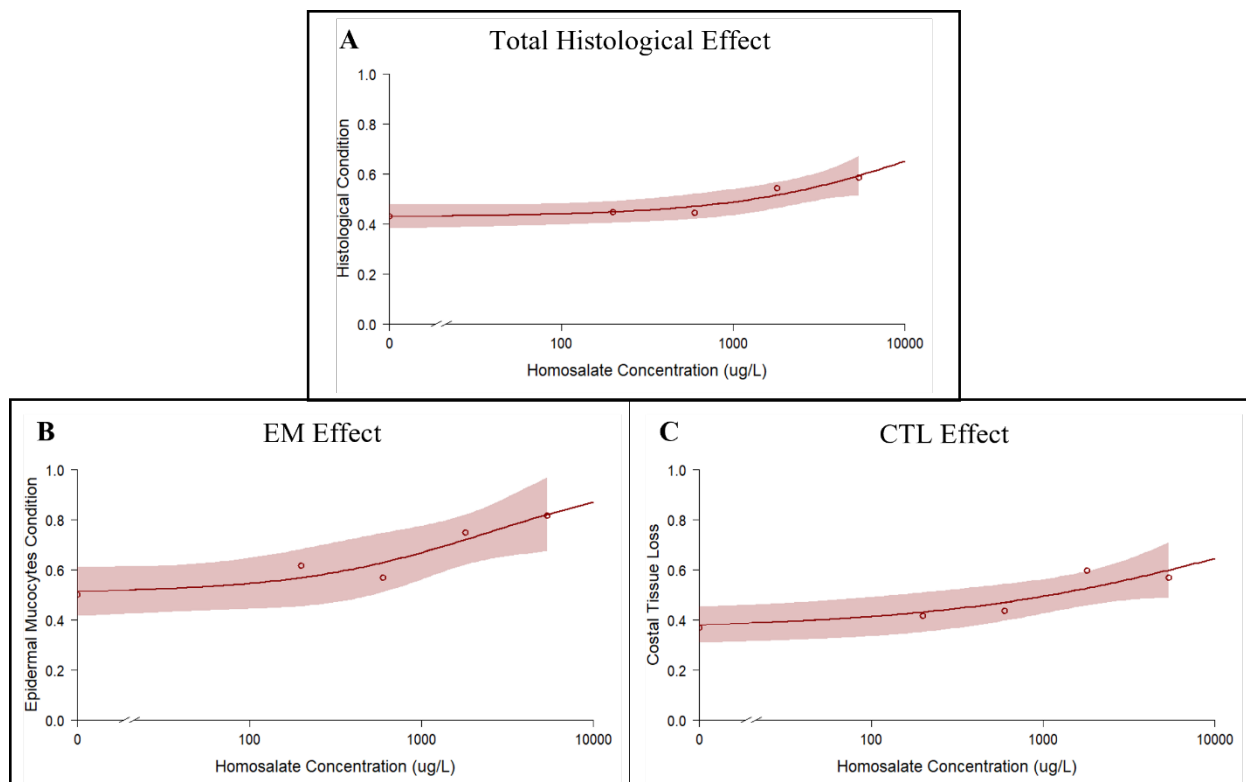 A Total Histological Effect
1.0
0.8
0.6
0.4
0.2
0.0
Histological Condition
0 100 1000 10000
Homosalate Concentration (ug/L)
B EM Effect
1.0
0.8
0.6
0.4
0.2
0.0
Epidermal Mucocytes Condition
0 100 1000 10000
Homosalate Concentration (ug/L)
C CTL Effect
1.0
0.8
0.6
0.4
0.2
0.0
Costal Tissue Loss
0 100 1000 10000
Homosalate Concentration (ug/L)